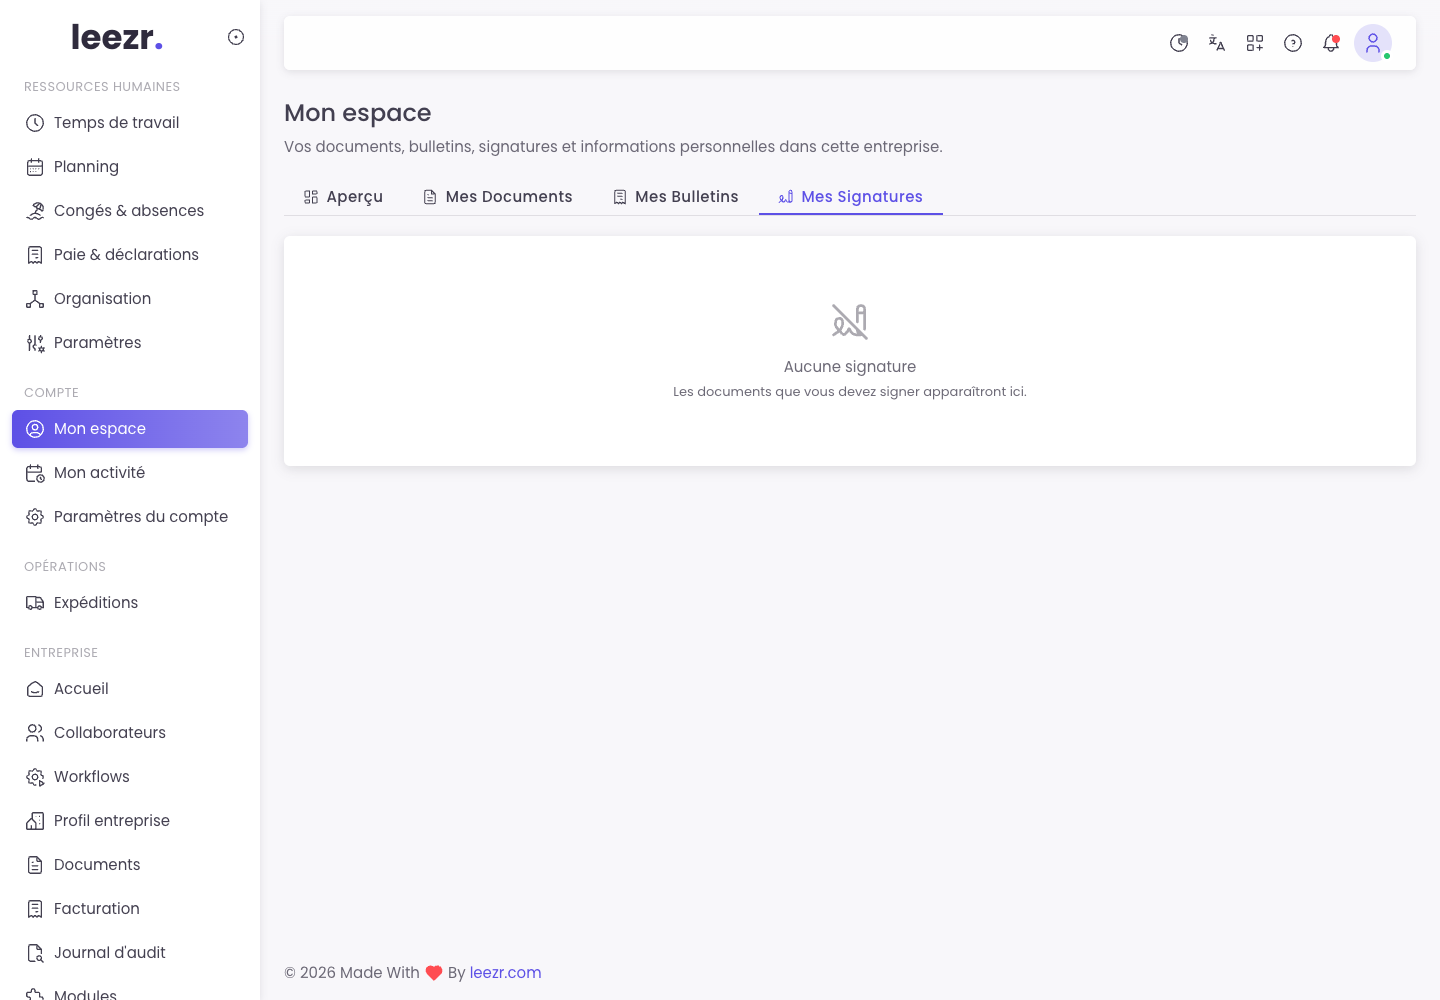 leezr.
RESSOURCES HUMAINES
Temps de travail
Planning
Congés & absences
Paie & déclarations
Organisation
Paramètres
COMPTE
Mon espace
Mon activité
Paramètres du compte
OPÉRATIONS
Expéditions
ENTREPRISE
Accueil
Collaborateurs
Workflows
Profil entreprise
Documents
Facturation
Journal d'audit
Modules
Mon espace
Vos documents, bulletins, signatures et informations personnelles dans cette entreprise.
Aperçu Mes Documents Mes Bulletins Mes Signatures
Aucune signature
Les documents que vous devez signer apparaîtront ici.
© 2026 Made With By leezr.com